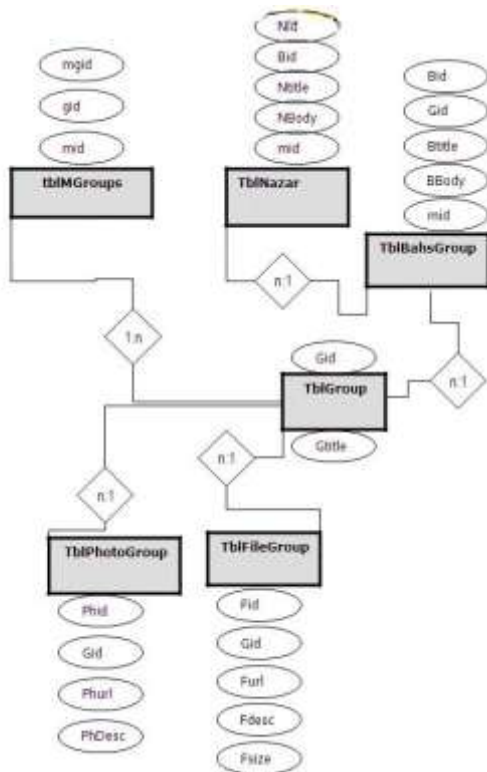 mgid
gid
mid
tblMGroups
Nid
Bid
Ntitle
NBody
mid
TblNazar
Bid
Gid
Btitle
BBody
mid
TblBahsGroup
n:1
1:n
n:1
Gid
TblGroup
Gtitle
n:1
n:1
TblPhotoGroup
Phid
Gid
Phurl
PhDesc
TblFileGroup
Fid
Gid
Furl
Fdesc
Fsize